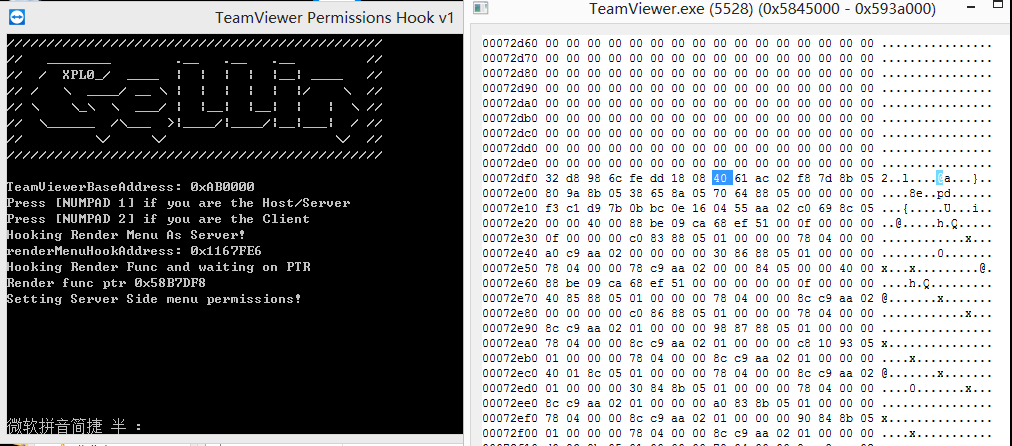 TeamViewer Permissions Hook v1
XPL0_/
TeamViewerBaseAddress: 0xAB0000
Press [NUMPAD 1] if you are the Host/Server
Press [NUMPAD 2] if you are the Client
Hooking Render Menu As Server!
renderMenuHookAddress: 0x1167FE6
Hooking Render Func and waiting on PTR
Render func ptr 0x58B7DF8
Setting Server Side menu permissions!
微软拼音简捷 半 :
TeamViewer.exe (5528) (0x5845000 - 0x593a000)
00072d60 00 00 00 00 00 00 00 00 00 00 00 00 00 00 00 00 ................
00072d70 00 00 00 00 00 00 00 00 00 00 00 00 00 00 00 00 ................
00072d80 00 00 00 00 00 00 00 00 00 00 00 00 00 00 00 00 ................
00072d90 00 00 00 00 00 00 00 00 00 00 00 00 00 00 00 00 ................
00072da0 00 00 00 00 00 00 00 00 00 00 00 00 00 00 00 00 ................
00072db0 00 00 00 00 00 00 00 00 00 00 00 00 00 00 00 00 ................
00072dc0 00 00 00 00 00 00 00 00 00 00 00 00 00 00 00 00 ................
00072dd0 00 00 00 00 00 00 00 00 00 00 00 00 00 00 00 00 ................
00072de0 00 00 00 00 00 00 00 00 00 00 00 00 00 00 00 00 ................
00072df0 32 d8 98 6c fe dd 18 08 40 61 ac 02 f8 7d 8b 05 2..l....@a...}..
00072e00 80 9a 8b 05 38 65 8a 05 70 64 88 05 00 00 00 00 ....8e..pd......
00072e10 f3 c1 d9 7b 0b bc 0e 16 04 55 aa 02 c0 69 8c 05 ...{.....U...i..
00072e20 00 00 40 00 88 be 09 ca 68 ef 51 00 0f 00 00 00 ..@.....h.Q.....
00072e30 0f 00 00 00 c0 83 88 05 01 00 00 00 78 04 00 00 ............x...
00072e40 a0 c9 aa 02 00 00 00 00 30 86 88 05 01 00 00 00 ........0.......
00072e50 78 04 00 00 78 c9 aa 02 00 00 84 05 00 00 40 00 x...x.........@.
00072e60 88 be 09 ca 68 ef 51 00 00 00 00 00 0f 00 00 00 ....h.Q.........
00072e70 40 85 88 05 01 00 00 00 78 04 00 00 8c c9 aa 02 @.......x.......
00072e80 00 00 00 00 c0 86 88 05 01 00 00 00 78 04 00 00 ............x...
00072e90 8c c9 aa 02 01 00 00 00 98 87 88 05 01 00 00 00 ................
00072ea0 78 04 00 00 8c c9 aa 02 01 00 00 00 c8 10 93 05 x...............
00072eb0 01 00 00 00 78 04 00 00 8c c9 aa 02 01 00 00 00 ....x...........
00072ec0 40 01 8c 05 01 00 00 00 78 04 00 00 8c c9 aa 02 @.......x.......
00072ed0 01 00 00 00 30 84 8b 05 01 00 00 00 78 04 00 00 ....0.......x...
00072ee0 8c c9 aa 02 01 00 00 00 a0 83 8b 05 01 00 00 00 ................
00072ef0 78 04 00 00 8c c9 aa 02 01 00 00 00 90 84 8b 05 x...............
00072f00 01 00 00 00 78 04 00 00 8c c9 aa 02 01 00 00 00 ....x...........